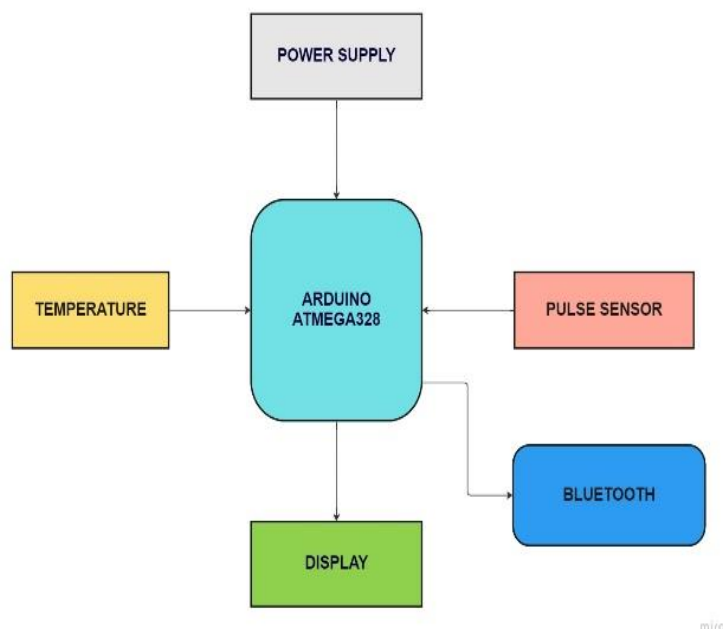 POWER SUPPLY
TEMPERATURE
ARDUINO
ATMEGA328
PULSE SENSOR
BLUETOOTH
DISPLAY